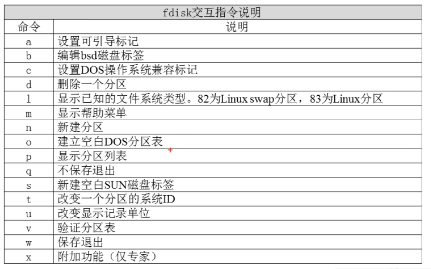 fdisk交互指令说明
命令 说明
a 设置可引导标记
b 编辑bsd磁盘标签
c 设置DOS操作系统兼容标记
d 删除一个分区
l 显示已知的文件系统类型。82为Linux swap分区，83为Linux分区
m 显示帮助菜单
n 新建分区
o 建立空白DOS分区表
p 显示分区列表
q 不保存退出
s 新建空白SUN磁盘标签
t 改变一个分区的系统ID
u 改变显示记录单位
v 验证分区表
w 保存退出
x 附加功能（仅专家）